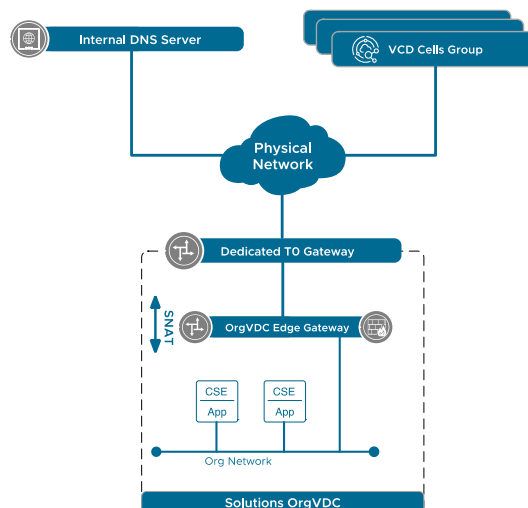 Internal DNS Server
VCD Cells Group
Physical
Network
Dedicated T0 Gateway
SNAT
OrgVDC Edge Gateway
CSE
App
CSE
App
Org Network
Solutions OrgVDC